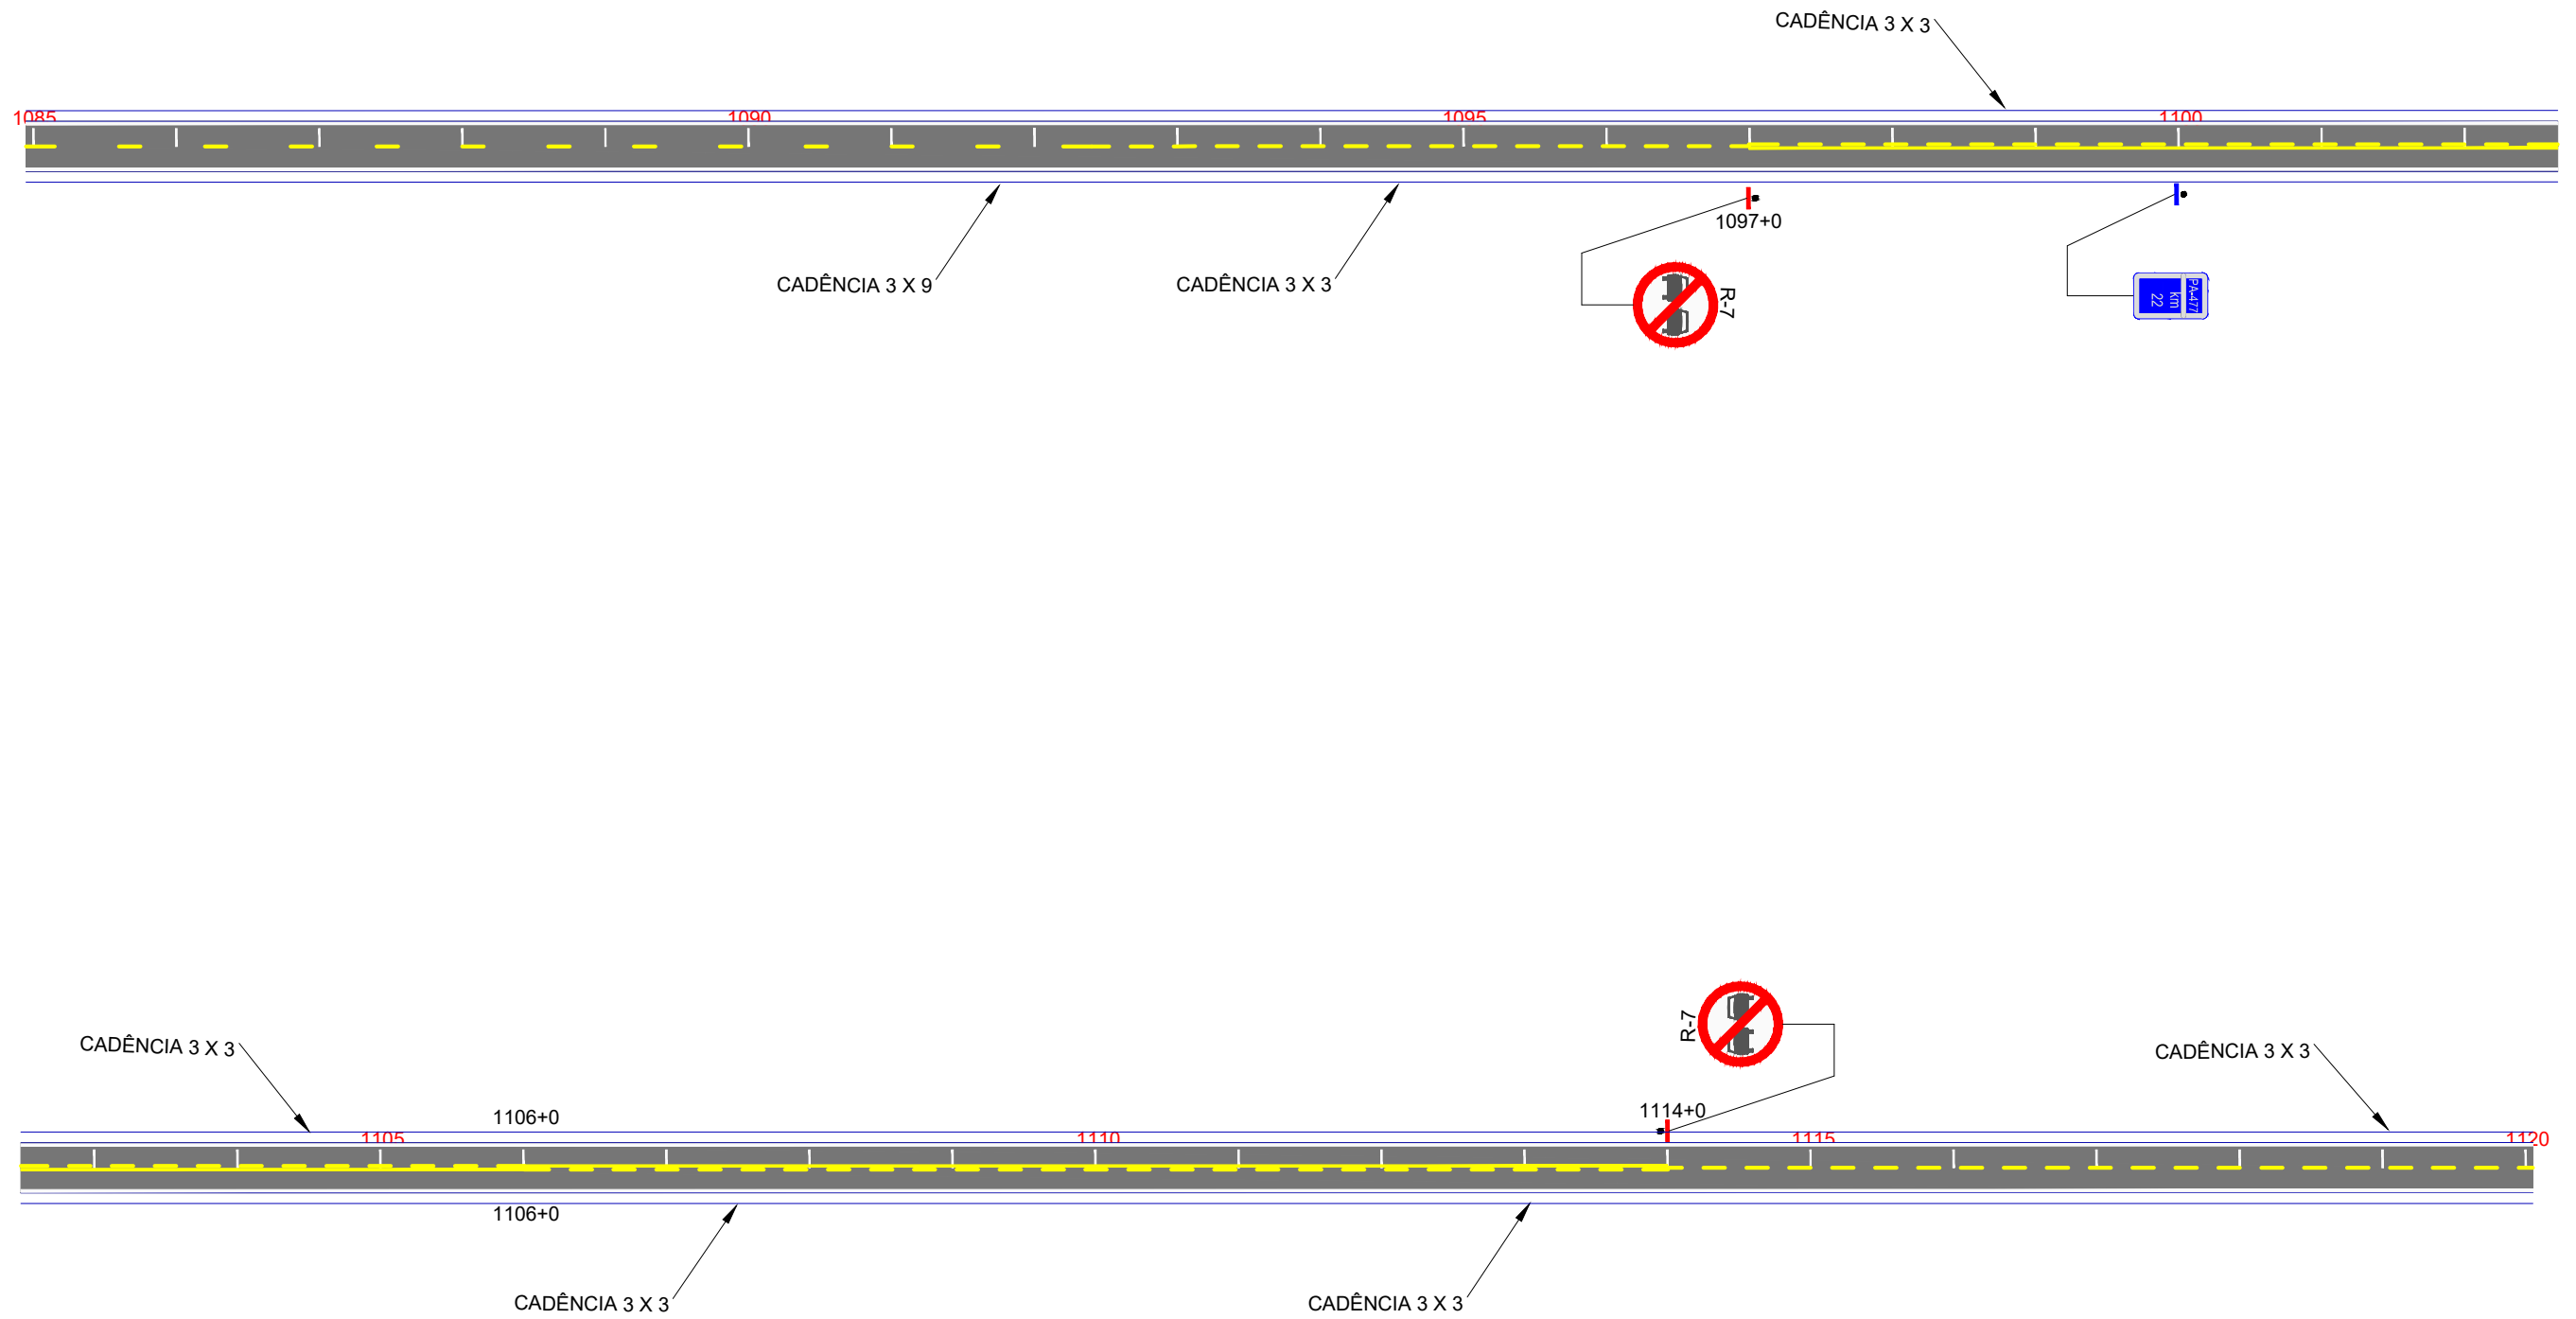 CADÊNCIA 3 X 3
1085
1090
1095
1100
1097+0
CADÊNCIA 3 X 9
CADÊNCIA 3 X 3
R-7
PA-477
km
22
R-7
CADÊNCIA 3 X 3
CADÊNCIA 3 X 3
1106+0
1114+0
1105
1110
1115
1120
1106+0
CADÊNCIA 3 X 3
CADÊNCIA 3 X 3